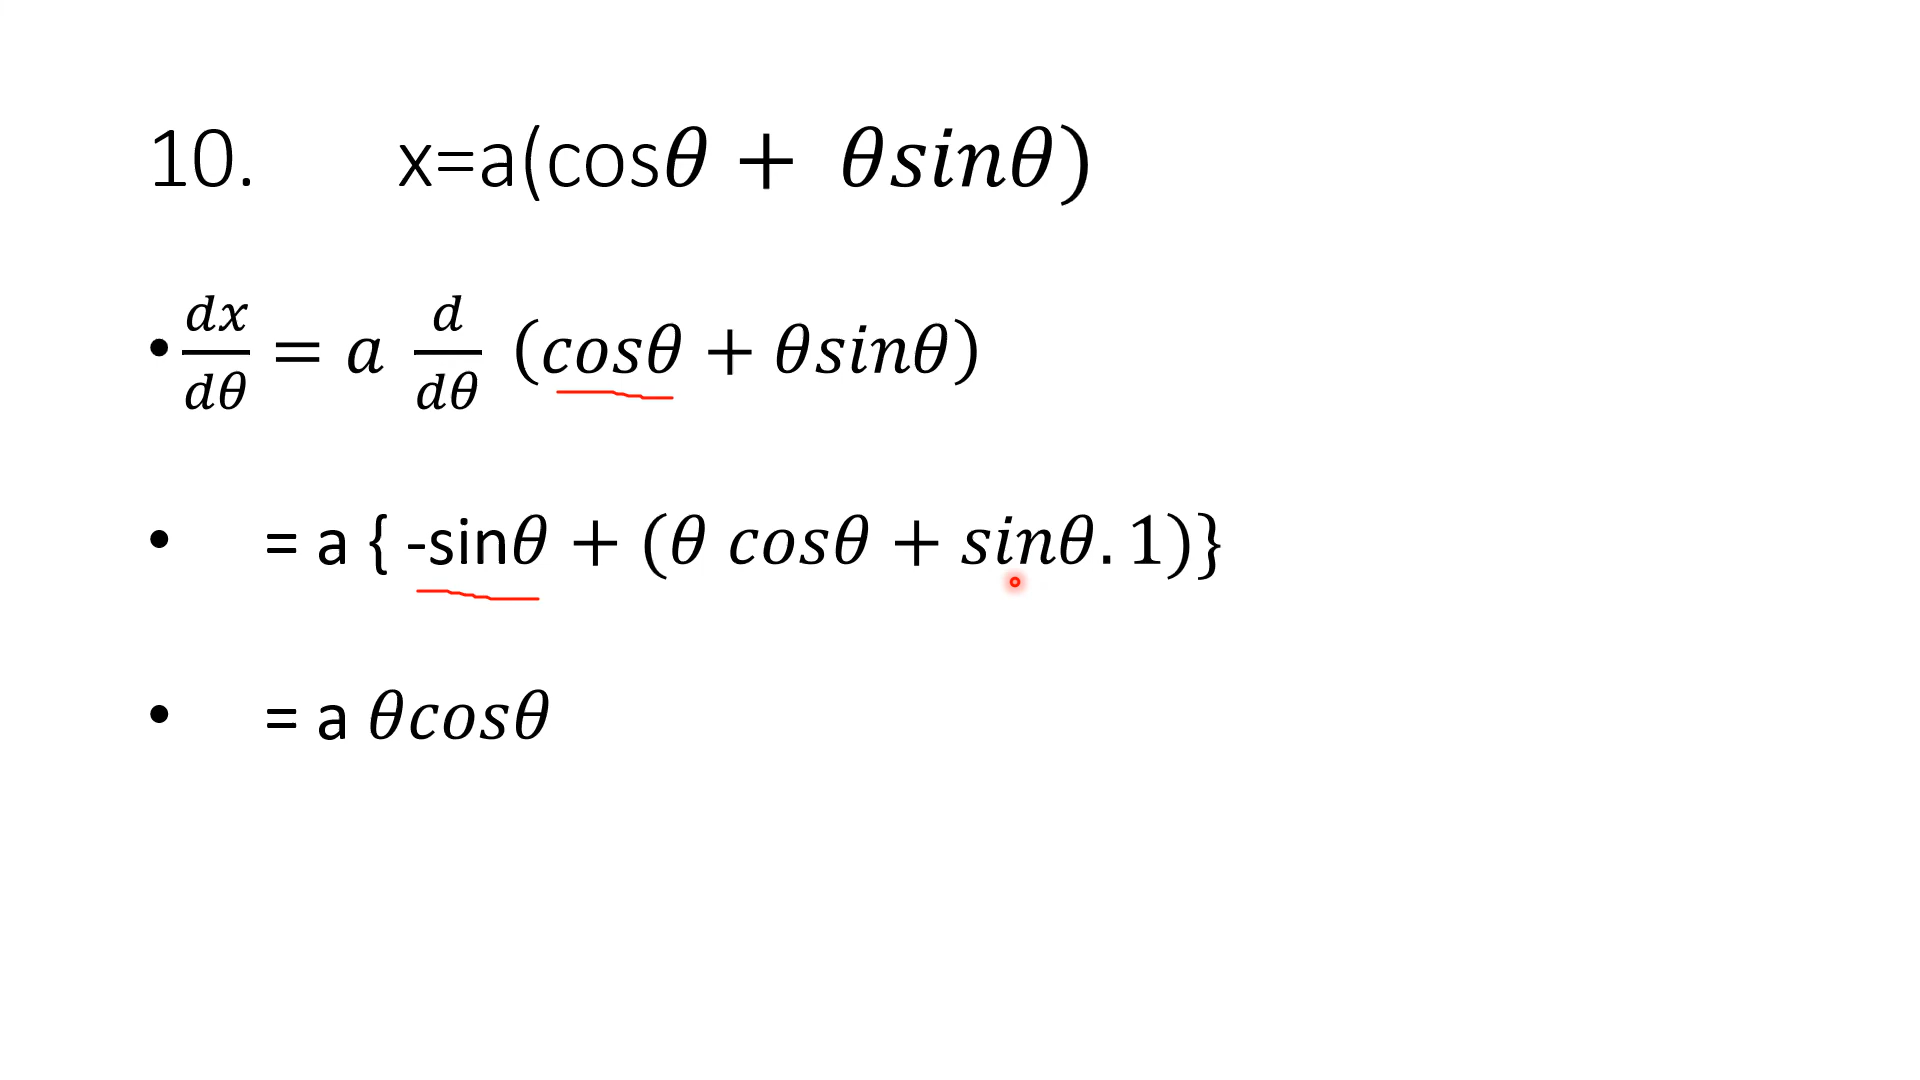 10. x=a(cos𝜃 + 𝜃𝑠𝑖𝑛𝜃)
• 𝑑𝑥/𝑑𝜃 = 𝑎 𝑑/𝑑𝜃 (𝑐𝑜𝑠𝜃 + 𝜃𝑠𝑖𝑛𝜃)
• = a { -sin𝜃 + (𝜃 𝑐𝑜𝑠𝜃 + 𝑠𝑖𝑛𝜃. 1)}
• = a 𝜃𝑐𝑜𝑠𝜃